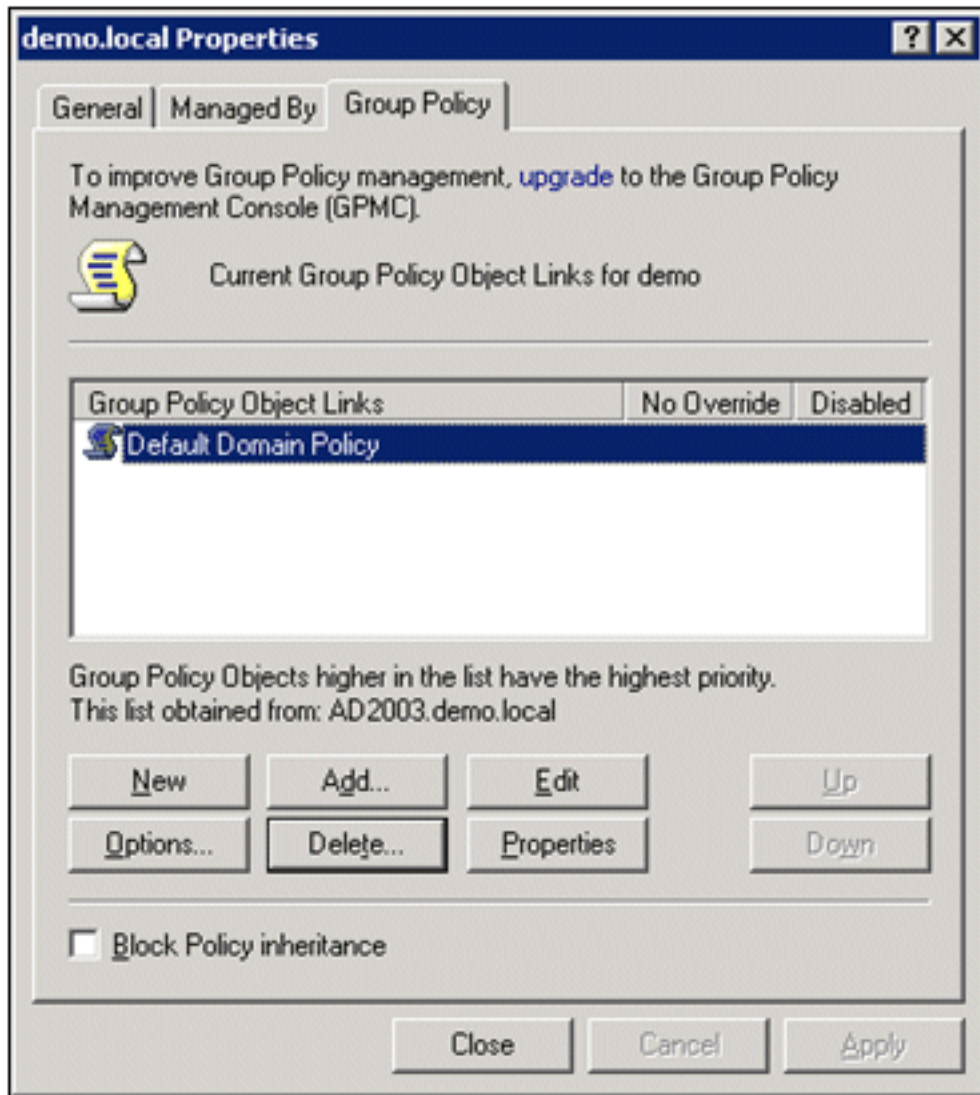 demo.local Properties
General Managed By Group Policy
To improve Group Policy management, upgrade to the Group Policy
Management Console (GPMC).
Current Group Policy Object Links for demo
Group Policy Object Links No Override Disabled
Default Domain Policy
Group Policy Objects higher in the list have the highest priority.
This list obtained from: AD2003.demo.local
New Add... Edit Up
Options... Delete... Properties Down
Block Policy inheritance
Close Cancel Apply